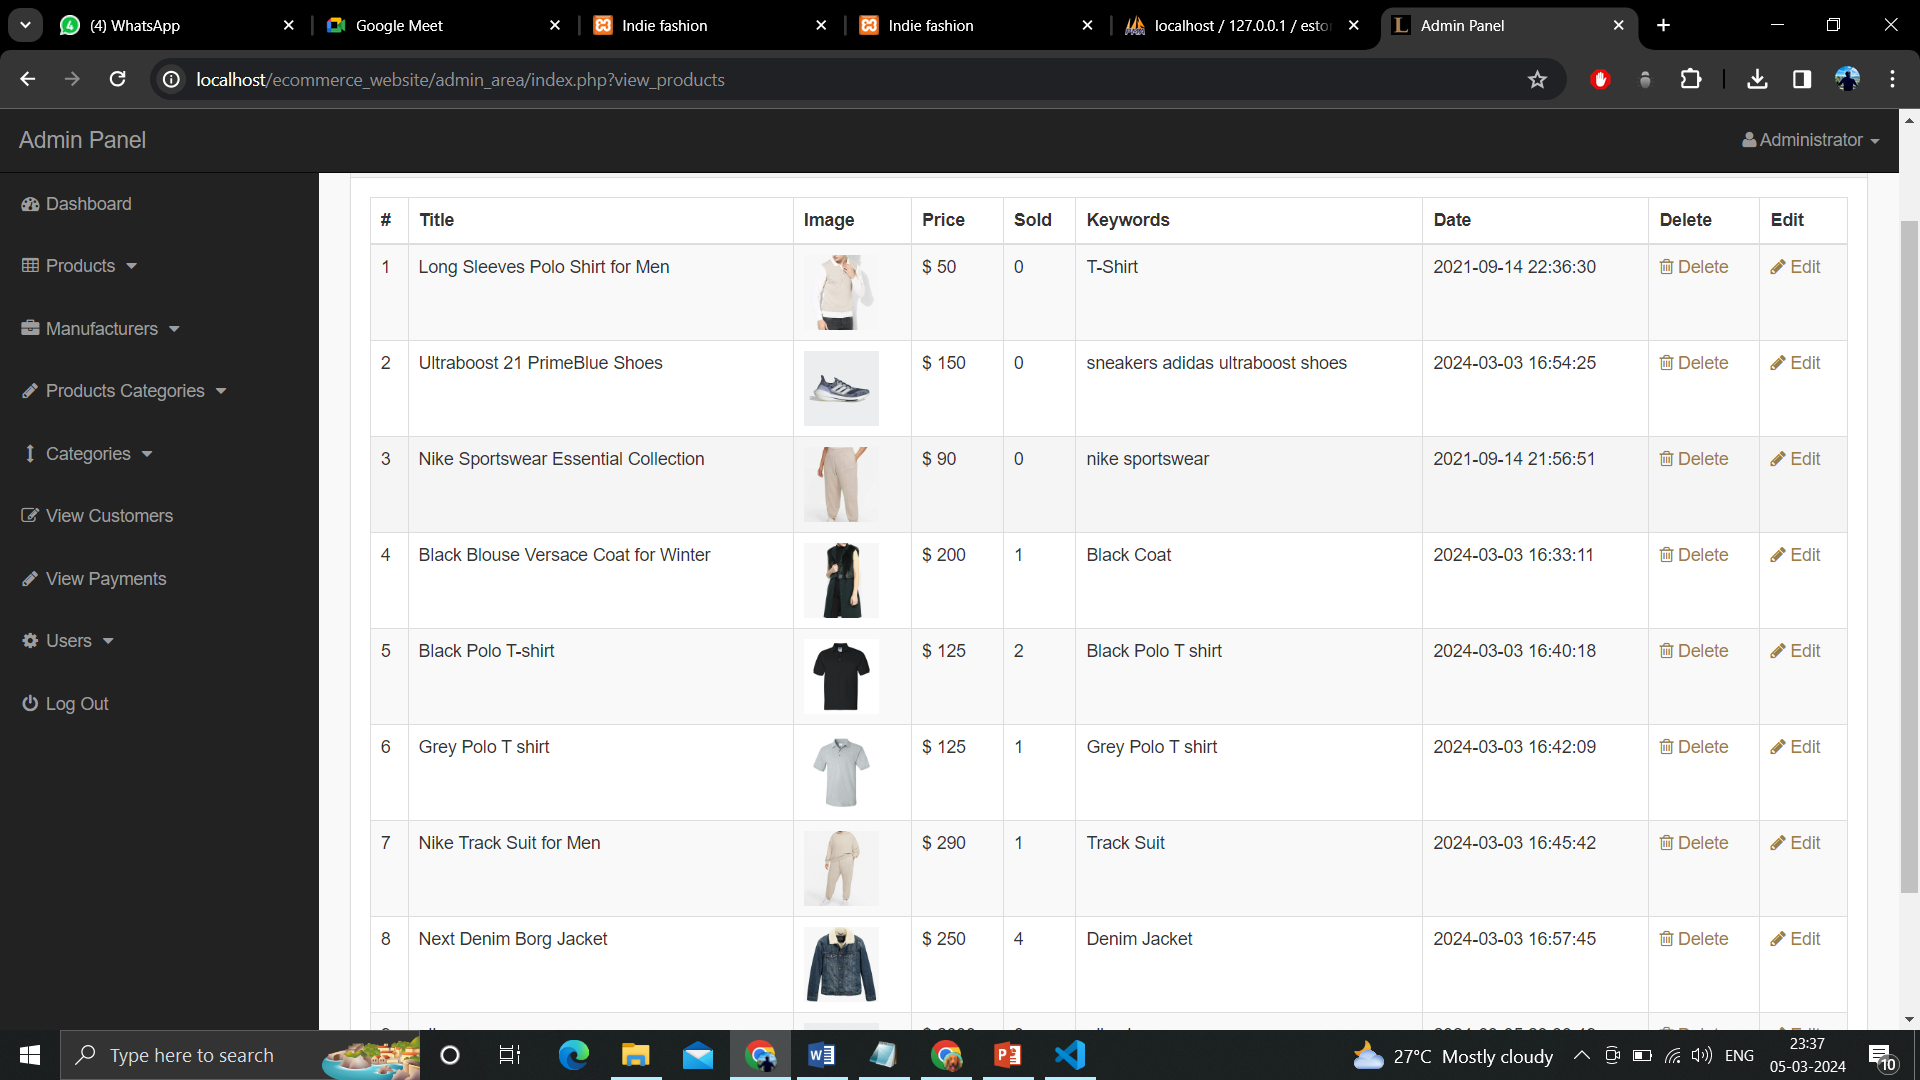 (4) WhatsApp
Google Meet
Indie fashion
Indie fashion
localhost / 127.0.0.1 / esto
Admin Panel
localhost/ecommerce_website/admin_area/index.php?view_products
Admin Panel
Administrator
Dashboard
Products
Manufacturers
Products Categories
Categories
View Customers
View Payments
Users
Log Out
# Title Image Price Sold Keywords Date Delete Edit
1 Long Sleeves Polo Shirt for Men $ 50 0 T-Shirt 2021-09-14 22:36:30 Delete Edit
2 Ultraboost 21 PrimeBlue Shoes $ 150 0 sneakers adidas ultraboost shoes 2024-03-03 16:54:25 Delete Edit
3 Nike Sportswear Essential Collection $ 90 0 nike sportswear 2021-09-14 21:56:51 Delete Edit
4 Black Blouse Versace Coat for Winter $ 200 1 Black Coat 2024-03-03 16:33:11 Delete Edit
5 Black Polo T-shirt $ 125 2 Black Polo T shirt 2024-03-03 16:40:18 Delete Edit
6 Grey Polo T shirt $ 125 1 Grey Polo T shirt 2024-03-03 16:42:09 Delete Edit
7 Nike Track Suit for Men $ 290 1 Track Suit 2024-03-03 16:45:42 Delete Edit
8 Next Denim Borg Jacket $ 250 4 Denim Jacket 2024-03-03 16:57:45 Delete Edit
Type here to search
27°C Mostly cloudy
ENG
23:37
05-03-2024
10